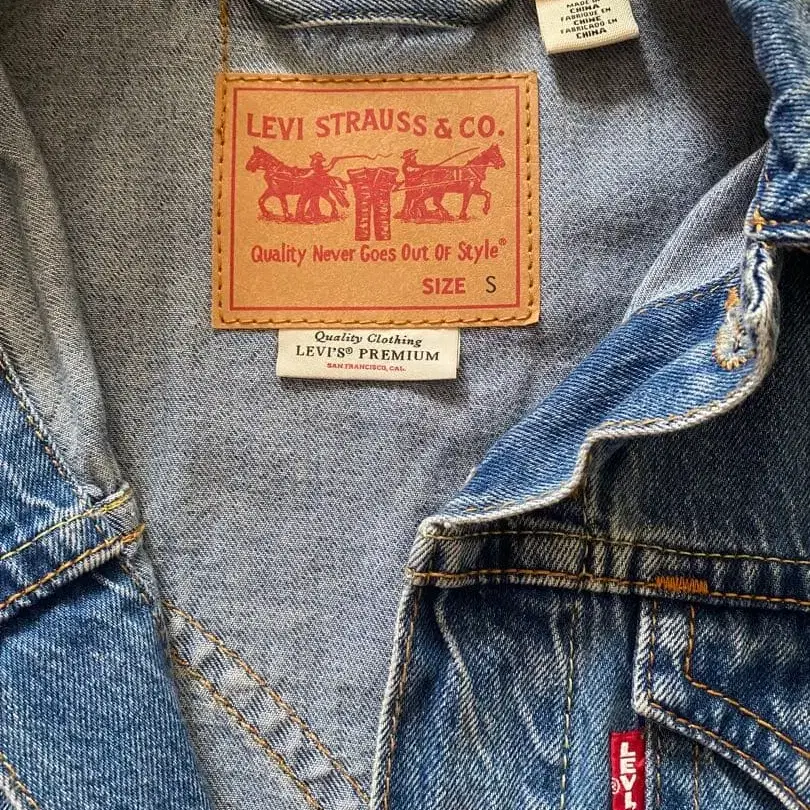 MADE IN
CHINA
FABRIQUE EN
CHINE
FABRICADO EN
CHINA
LEVI STRAUSS & CO.
Quality Never Goes Out Of Style®
SIZE S
Quality Clothing
LEVI'S® PREMIUM
SAN FRANCISCO, CAL.
® LEVI